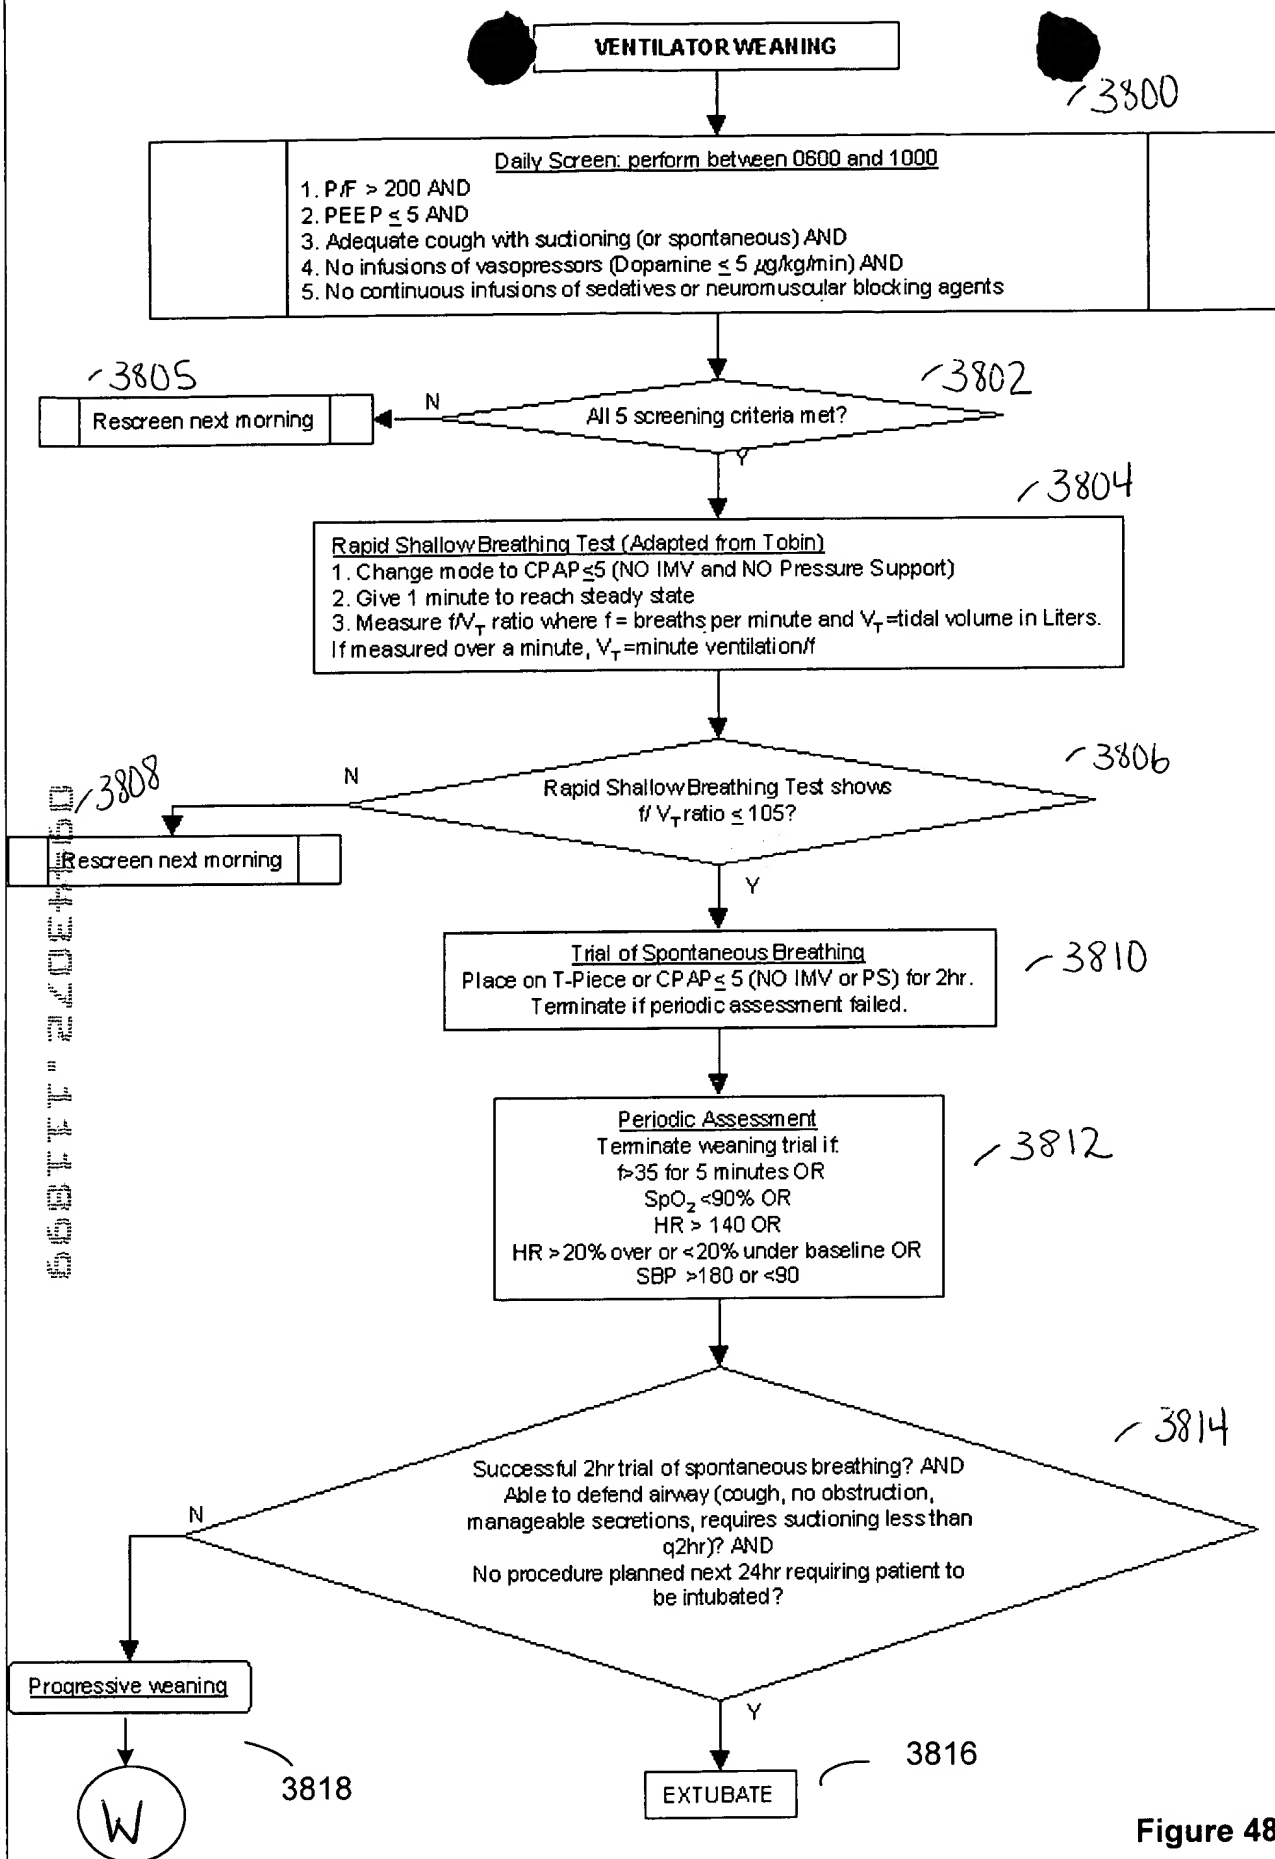 VENTILATOR WEANING
3800
Daily Screen: perform between 0600 and 1000
1. P/F > 200 AND
2. PEEP ≤ 5 AND
3. Adequate cough with suctioning (or spontaneous) AND
4. No infusions of vasopressors (Dopamine ≤ 5 µg/kg/min) AND
5. No continuous infusions of sedatives or neuromuscular blocking agents
3805
3802
N
Rescreen next morning
All 5 screening criteria met?
Y
3804
Rapid Shallow Breathing Test (Adapted from Tobin)
1. Change mode to CPAP≤5 (NO IMV and NO Pressure Support)
2. Give 1 minute to reach steady state
3. Measure f/V_T ratio where f = breaths per minute and V_T=tidal volume in Liters.
If measured over a minute, V_T=minute ventilation/f
3806
3808
N
Rapid Shallow Breathing Test shows
f/ V_T ratio ≤ 105?
Rescreen next morning
Y
Trial of Spontaneous Breathing
3810
Place on T-Piece or CPAP≤ 5 (NO IMV or PS) for 2hr.
Terminate if periodic assessment failed.
Periodic Assessment
3812
Terminate weaning trial if:
f>35 for 5 minutes OR
SpO₂ <90% OR
HR > 140 OR
HR >20% over or <20% under baseline OR
SBP >180 or <90
3814
Successful 2hr trial of spontaneous breathing? AND
Able to defend airway (cough, no obstruction,
manageable secretions, requires suctioning less than
q2hr)? AND
No procedure planned next 24hr requiring patient to
be intubated?
N
Progressive weaning
Y
3818
3816
EXTUBATE
W
Figure 48